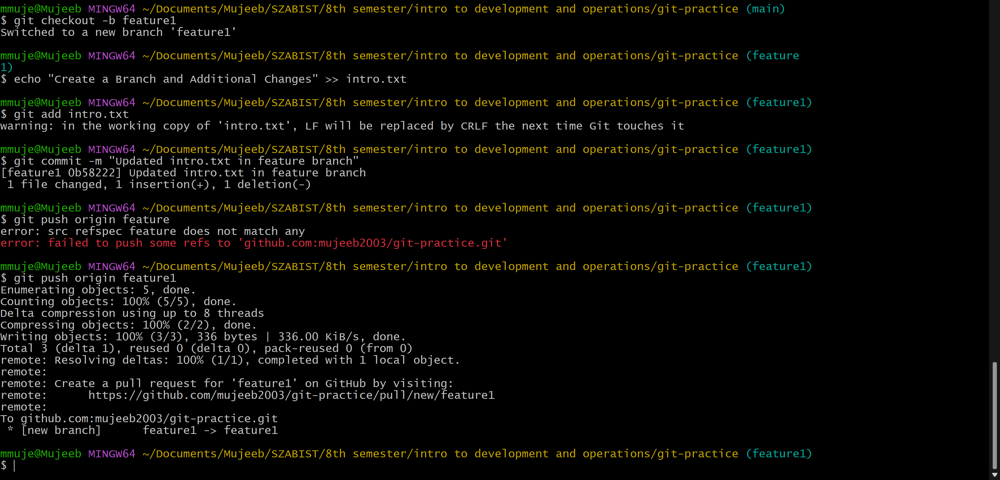 mmuje@Mujeeb MINGW64 ~/Documents/Mujeeb/SZABIST/8th semester/intro to development and operations/git-practice (main)
$ git checkout -b feature1
Switched to a new branch 'feature1'
mmuje@Mujeeb MINGW64 ~/Documents/Mujeeb/SZABIST/8th semester/intro to development and operations/git-practice (feature
1)
$ echo "Create a Branch and Additional Changes" >> intro.txt
mmuje@Mujeeb MINGW64 ~/Documents/Mujeeb/SZABIST/8th semester/intro to development and operations/git-practice (feature1)
$ git add intro.txt
warning: in the working copy of 'intro.txt', LF will be replaced by CRLF the next time Git touches it
mmuje@Mujeeb MINGW64 ~/Documents/Mujeeb/SZABIST/8th semester/intro to development and operations/git-practice (feature1)
$ git commit -m "Updated intro.txt in feature branch"
[feature1 0b58222] Updated intro.txt in feature branch
 1 file changed, 1 insertion(+), 1 deletion(-)
mmuje@Mujeeb MINGW64 ~/Documents/Mujeeb/SZABIST/8th semester/intro to development and operations/git-practice (feature1)
$ git push origin feature
error: src refspec feature does not match any
error: failed to push some refs to 'github.com:mujeeb2003/git-practice.git'
mmuje@Mujeeb MINGW64 ~/Documents/Mujeeb/SZABIST/8th semester/intro to development and operations/git-practice (feature1)
$ git push origin feature1
Enumerating objects: 5, done.
Counting objects: 100% (5/5), done.
Delta compression using up to 8 threads
Compressing objects: 100% (2/2), done.
Writing objects: 100% (3/3), 336 bytes | 336.00 KiB/s, done.
Total 3 (delta 1), reused 0 (delta 0), pack-reused 0 (from 0)
remote: Resolving deltas: 100% (1/1), completed with 1 local object.
remote:
remote: Create a pull request for 'feature1' on GitHub by visiting:
remote:      https://github.com/mujeeb2003/git-practice/pull/new/feature1
remote:
To github.com:mujeeb2003/git-practice.git
 * [new branch]      feature1 -> feature1
mmuje@Mujeeb MINGW64 ~/Documents/Mujeeb/SZABIST/8th semester/intro to development and operations/git-practice (feature1)
$